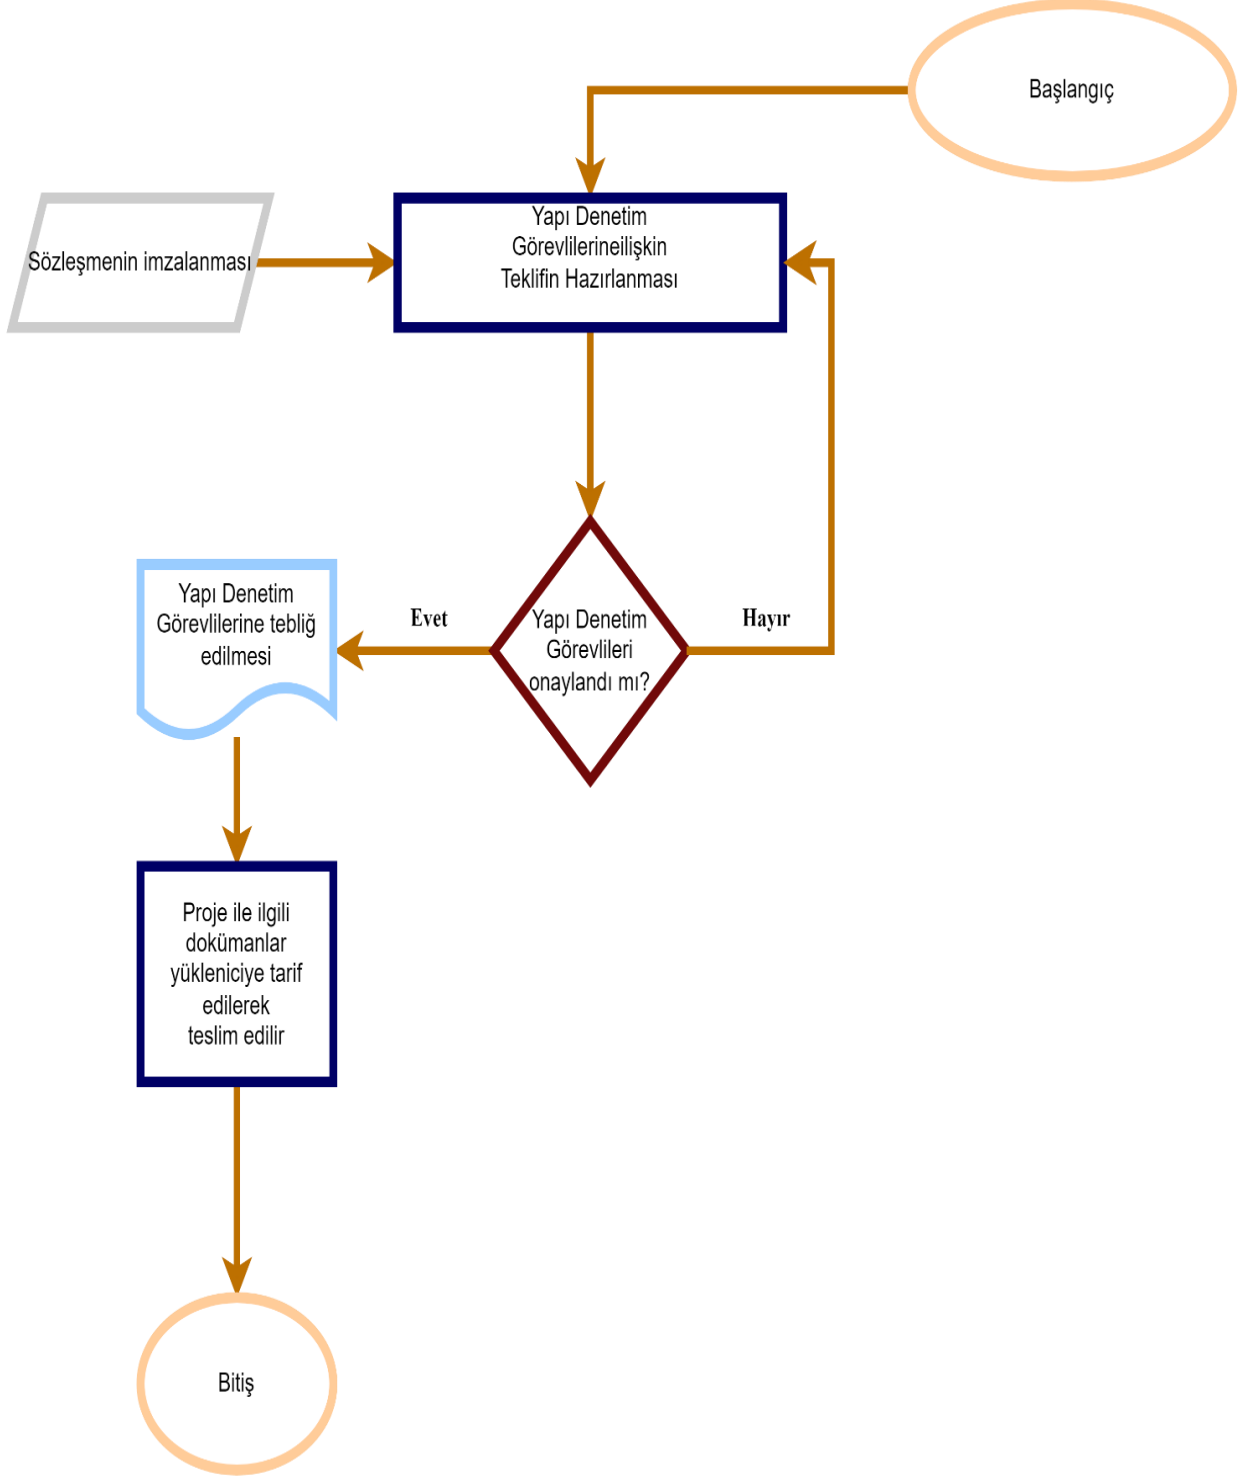 Başlangıç
Yapı Denetim
Görevlilerineilişkin
Teklifin Hazırlanması
Sözleşmenin imzalanması
Yapı Denetim
Görevlileri
onaylandı mı?
Evet
Hayır
Yapı Denetim
Görevlilerine tebliğ
edilmesi
Proje ile ilgili
dokümanlar
yükleniciye tarif
edilerek
teslim edilir
Bitiş